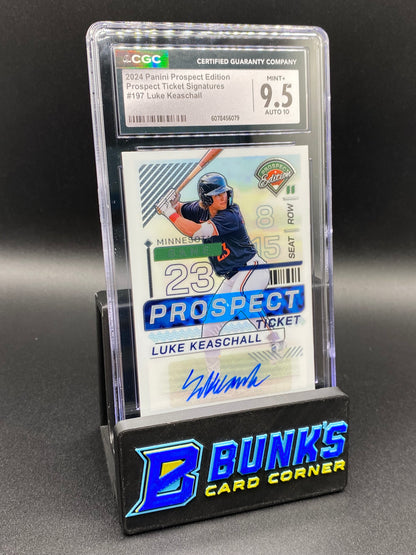 CGC CERTIFIED GUARANTY COMPANY
2024 Panini Prospect Edition
Prospect Ticket Signatures
#197 Luke Keaschall
6078456079
MINT+
9.5
AUTO 10
PROSPECT
Edition
MINNESOTA
8
ROW
15
SEAT
23
PROSPECT
TICKET
LUKE KEASCHALL
B BUNK'S
CARD CORNER